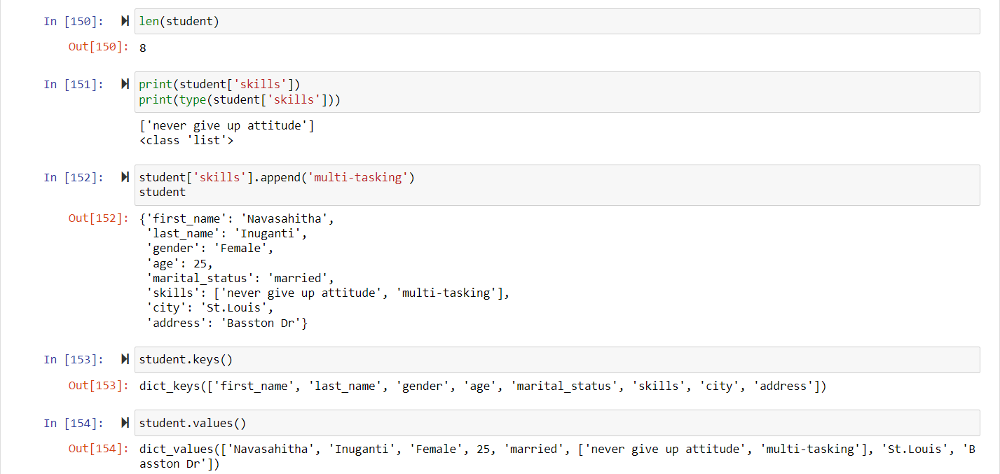 In [150]: len(student)
Out[150]: 8
In [151]: print(student['skills'])
print(type(student['skills']))
['never give up attitude']
<class 'list'>
In [152]: student['skills'].append('multi-tasking')
student
Out[152]: {'first_name': 'Navasahitha',
'last_name': 'Inuganti',
'gender': 'Female',
'age': 25,
'marital_status': 'married',
'skills': ['never give up attitude', 'multi-tasking'],
'city': 'St.Louis',
'address': 'Basston Dr'}
In [153]: student.keys()
Out[153]: dict_keys(['first_name', 'last_name', 'gender', 'age', 'marital_status', 'skills', 'city', 'address'])
In [154]: student.values()
Out[154]: dict_values(['Navasahitha', 'Inuganti', 'Female', 25, 'married', ['never give up attitude', 'multi-tasking'], 'St.Louis', 'B
asston Dr'])